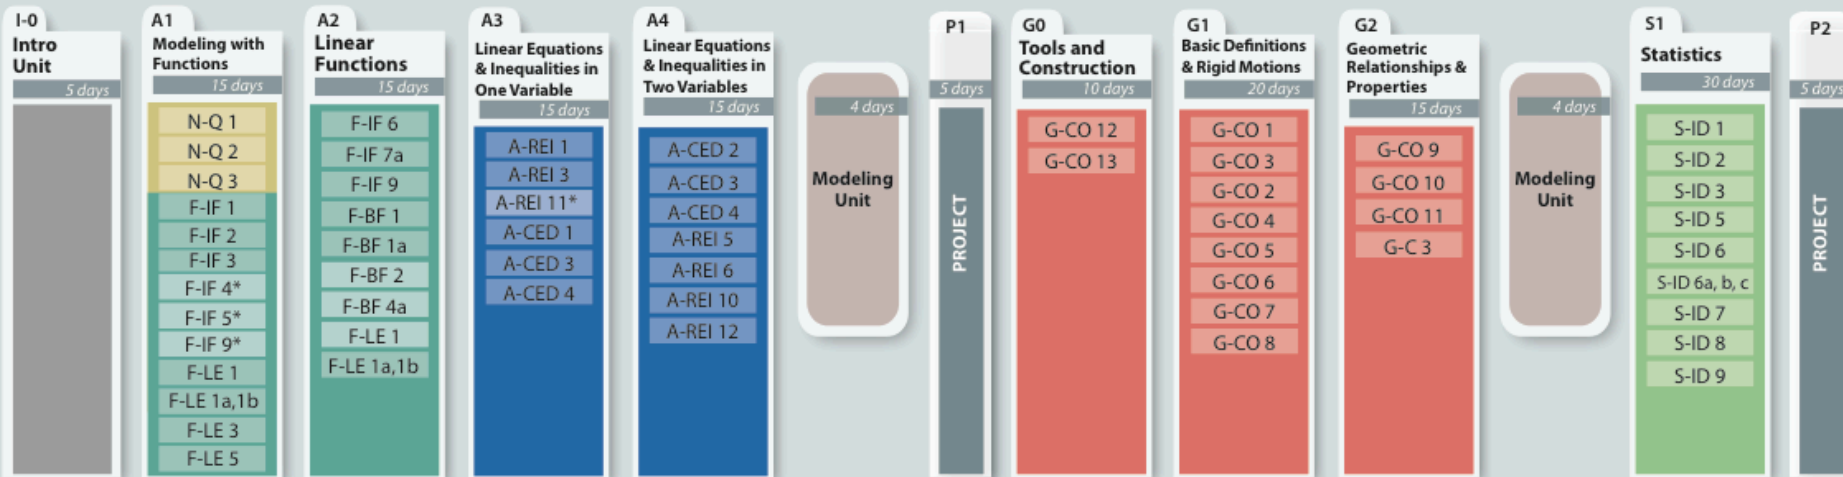 I-0
Intro
Unit
5 days
A1
Modeling with
Functions
15 days
N-Q 1
N-Q 2
N-Q 3
F-IF 1
F-IF 2
F-IF 3
F-IF 4*
F-IF 5*
F-IF 9*
F-LE 1
F-LE 1a,1b
F-LE 3
F-LE 5
A2
Linear
Functions
15 days
F-IF 6
F-IF 7a
F-IF 9
F-BF 1
F-BF 1a
F-BF 2
F-BF 4a
F-LE 1
F-LE 1a,1b
A3
Linear Equations
& Inequalities in
One Variable
15 days
A-REI 1
A-REI 3
A-REI 11*
A-CED 1
A-CED 3
A-CED 4
A4
Linear Equations
& Inequalities in
Two Variables
15 days
A-CED 2
A-CED 3
A-CED 4
A-REI 5
A-REI 6
A-REI 10
A-REI 12
4 days
Modeling
Unit
P1
5 days
PROJECT
G0
Tools and
Construction
10 days
G-CO 12
G-CO 13
G1
Basic Definitions
& Rigid Motions
20 days
G-CO 1
G-CO 3
G-CO 2
G-CO 4
G-CO 5
G-CO 6
G-CO 7
G-CO 8
G2
Geometric
Relationships &
Properties
15 days
G-CO 9
G-CO 10
G-CO 11
G-C 3
4 days
Modeling
Unit
S1
Statistics
30 days
S-ID 1
S-ID 2
S-ID 3
S-ID 5
S-ID 6
S-ID 6a, b, c
S-ID 7
S-ID 8
S-ID 9
P2
5 days
PROJECT